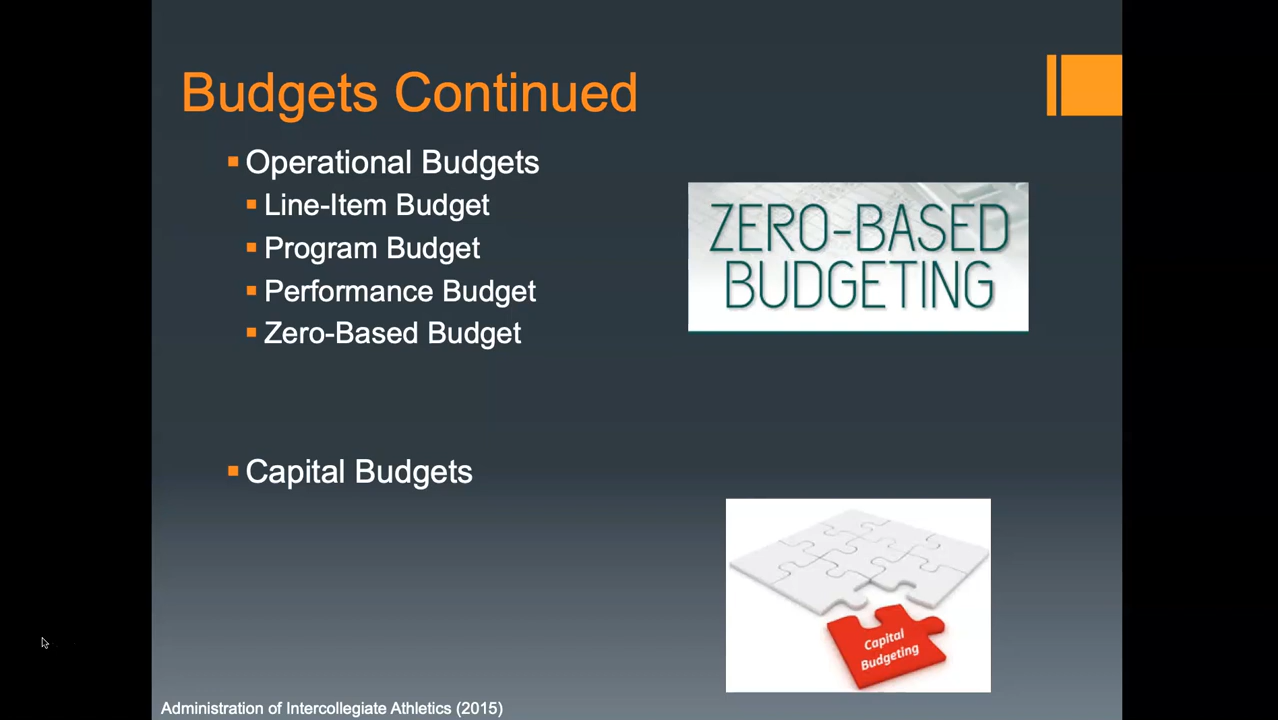 Budgets Continued
Operational Budgets
Line-Item Budget
Program Budget
Performance Budget
Zero-Based Budget
ZERO-BASED
BUDGETING
Capital Budgets
Capital
Budgeting
Administration of Intercollegiate Athletics (2015)